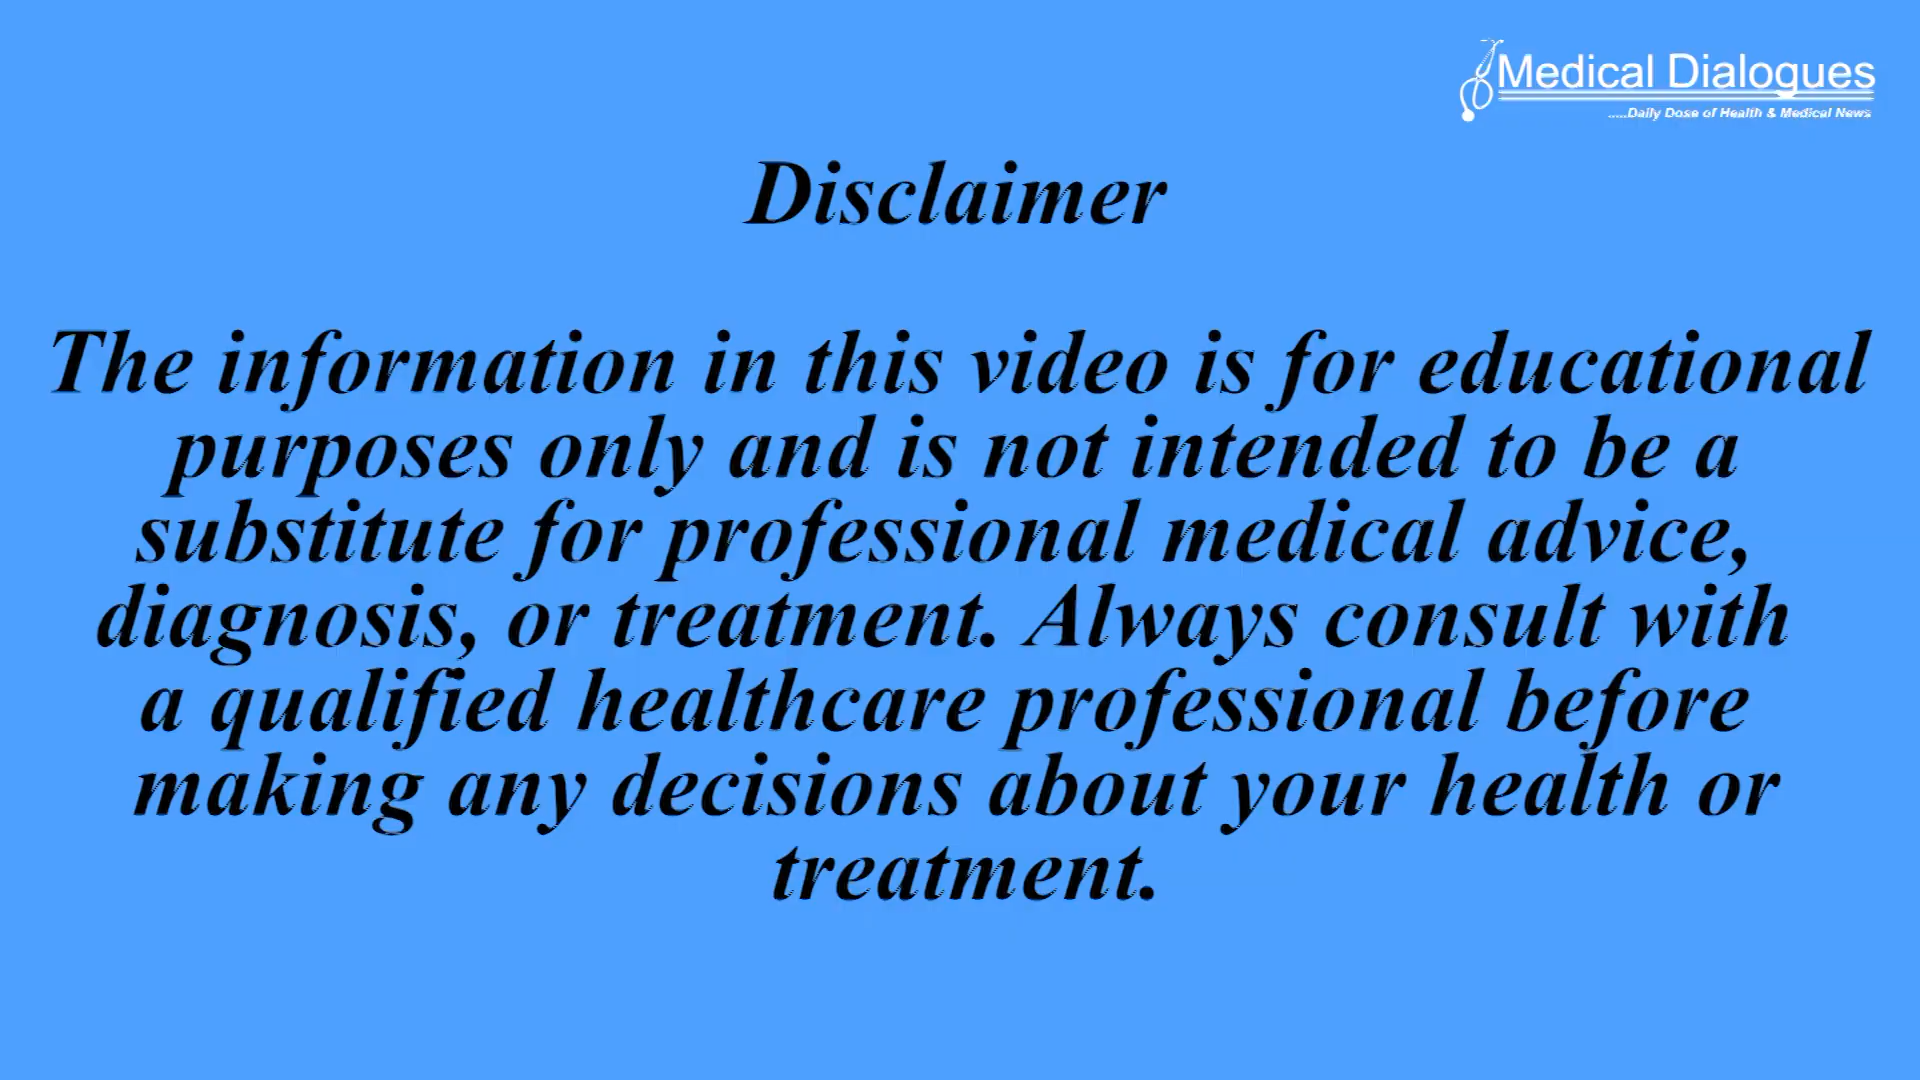 Medical Dialogues
.....Daily Dose of Health & Medical News
Disclaimer
The information in this video is for educational
purposes only and is not intended to be a
substitute for professional medical advice,
diagnosis, or treatment. Always consult with
a qualified healthcare professional before
making any decisions about your health or
treatment.